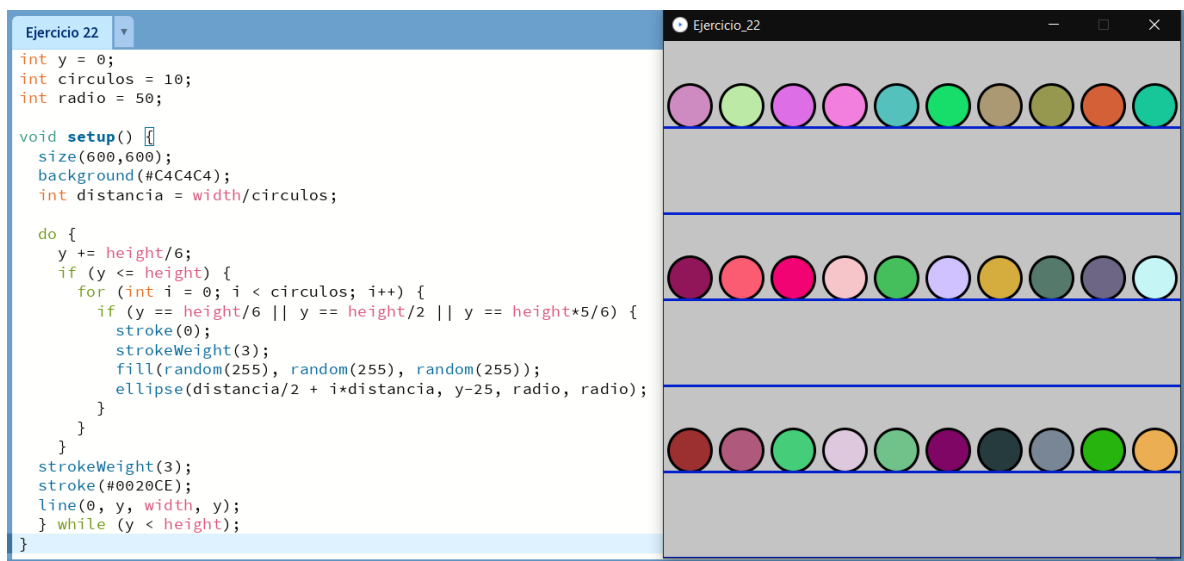 Ejercicio 22
int y = 0;
int circulos = 10;
int radio = 50;
void setup() {
size(600,600);
background(#C4C4C4);
int distancia = width/circulos;
do {
y += height/6;
if (y <= height) {
for (int i = 0; i < circulos; i++) {
if (y == height/6 || y == height/2 || y == height*5/6) {
stroke(0);
strokeWeight(3);
fill(random(255), random(255), random(255));
ellipse(distancia/2 + i*distancia, y-25, radio, radio);
}
}
}
strokeWeight(3);
stroke(#0020CE);
line(0, y, width, y);
} while (y < height);
}
Ejercicio_22